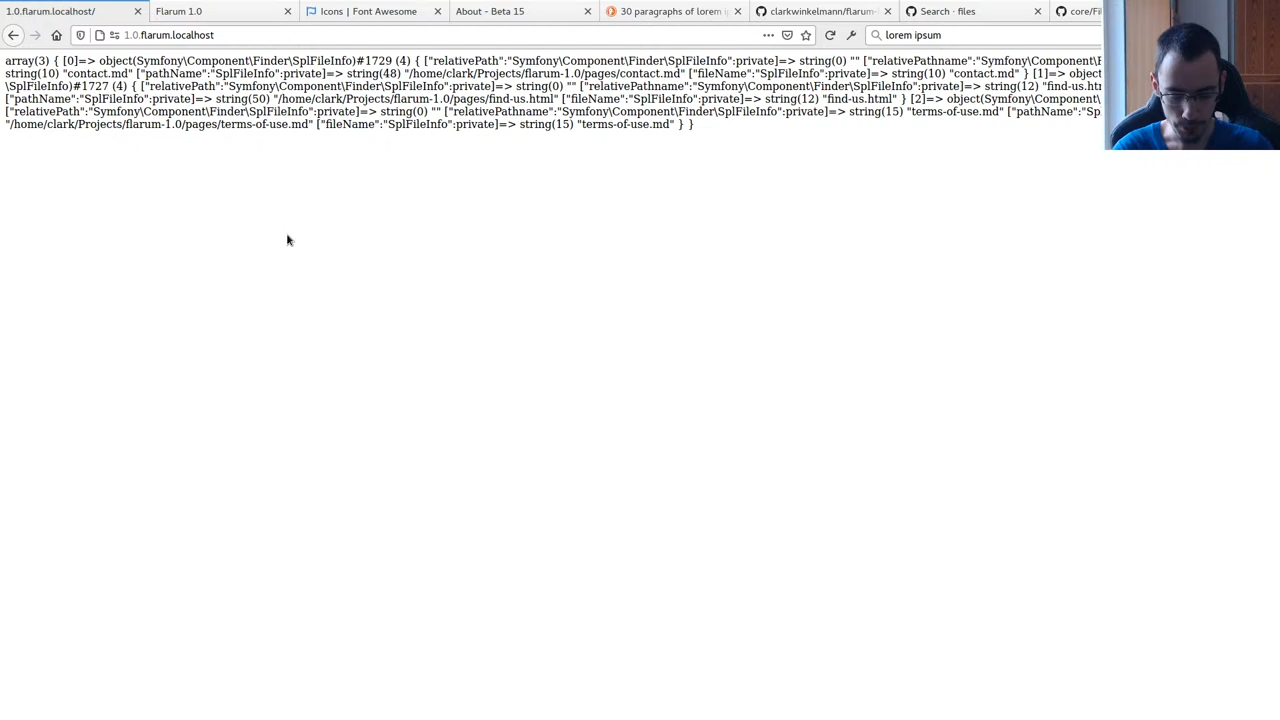 1.0.flarum.localhost/
Flarum 1.0
Icons | Font Awesome
About - Beta 15
30 paragraphs of lorem i
clarkwinkelmann/flarum-
Search · files
core/Fi
1.0.flarum.localhost
lorem ipsum
array(3) { [0]=> object(Symfony\Component\Finder\SplFileInfo)#1729 (4) { ["relativePath":"Symfony\Component\Finder\SplFileInfo":private]=> string(0) "" ["relativePathname":"Symfony\Component\Finder\
string(10) "contact.md" ["pathName":"SplFileInfo":private]=> string(48) "/home/clark/Projects/flarum-1.0/pages/contact.md" ["fileName":"SplFileInfo":private]=> string(10) "contact.md" } [1]=> object
\SplFileInfo)#1727 (4) { ["relativePath":"Symfony\Component\Finder\SplFileInfo":private]=> string(0) "" ["relativePathname":"Symfony\Component\Finder\SplFileInfo":private]=> string(12) "find-us.htm
["pathName":"SplFileInfo":private]=> string(50) "/home/clark/Projects/flarum-1.0/pages/find-us.html" ["fileName":"SplFileInfo":private]=> string(12) "find-us.html" } [2]=> object(Symfony\Component\
["relativePath":"Symfony\Component\Finder\SplFileInfo":private]=> string(0) "" ["relativePathname":"Symfony\Component\Finder\SplFileInfo":private]=> string(15) "terms-of-use.md" ["pathName":"Sp
"/home/clark/Projects/flarum-1.0/pages/terms-of-use.md" ["fileName":"SplFileInfo":private]=> string(15) "terms-of-use.md" } }